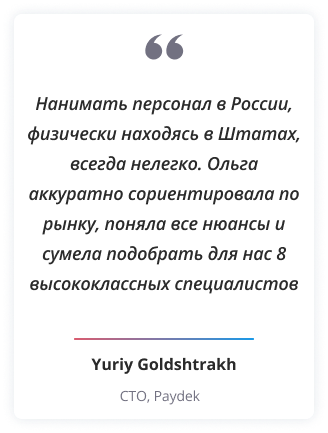 ❝
Нанимать персонал в России,
физически находясь в Штатах,
всегда нелегко. Ольга
аккуратно сориентировала по
рынку, поняла все нюансы и
сумела подобрать для нас 8
высококлассных специалистов
Yuriy Goldshtrakh
CTO, Paydek